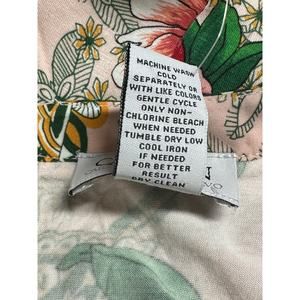 MACHINE WASH
COLD
SEPARATELY OR
WITH LIKE COLORS
GENTLE CYCLE
ONLY NON-
CHLORINE BLEACH
WHEN NEEDED
TUMBLE DRY LOW
COOL IRON
IF NEEDED
FOR BETTER
RESULT
DRY CLEAN